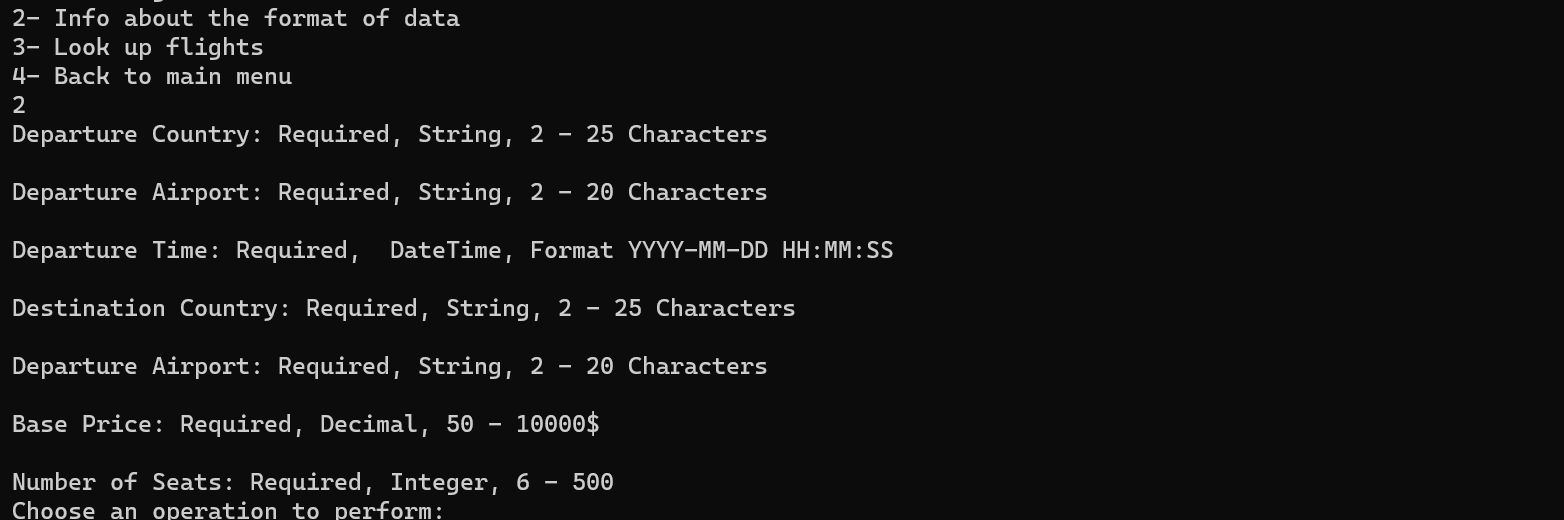 2- Info about the format of data
3- Look up flights
4- Back to main menu
2
Departure Country: Required, String, 2 - 25 Characters
Departure Airport: Required, String, 2 - 20 Characters
Departure Time: Required,  DateTime, Format YYYY-MM-DD HH:MM:SS
Destination Country: Required, String, 2 - 25 Characters
Departure Airport: Required, String, 2 - 20 Characters
Base Price: Required, Decimal, 50 - 10000$
Number of Seats: Required, Integer, 6 - 500
Choose an operation to perform: